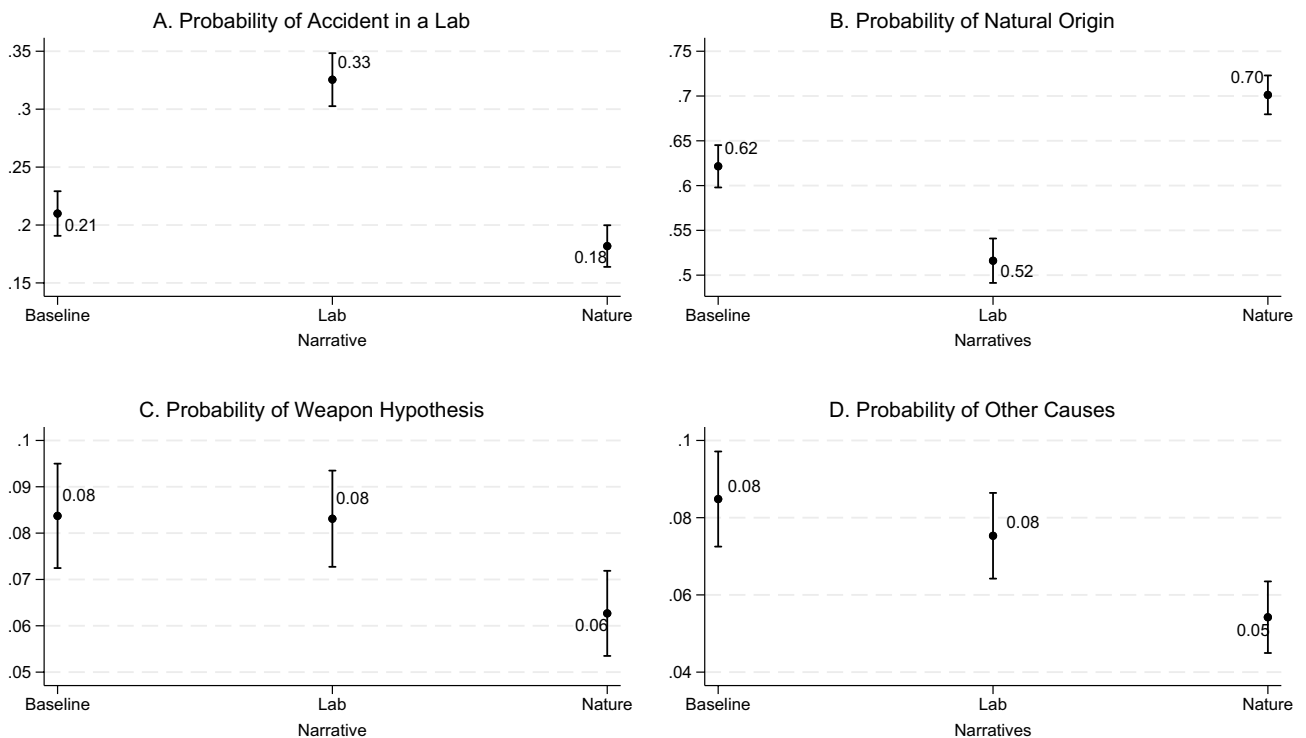 A. Probability of Accident in a Lab
.35
.3
.25
.2
.15
0.21
0.33
0.18
Baseline Lab Nature
Narrative
B. Probability of Natural Origin
.75
.7
.65
.6
.55
.5
0.62
0.52
0.70
Baseline Lab Nature
Narratives
C. Probability of Weapon Hypothesis
.1
.09
.08
.07
.06
.05
0.08
0.08
0.06
Baseline Lab Nature
Narrative
D. Probability of Other Causes
.1
.08
.06
.04
0.08
0.08
0.05
Baseline Lab Nature
Narratives